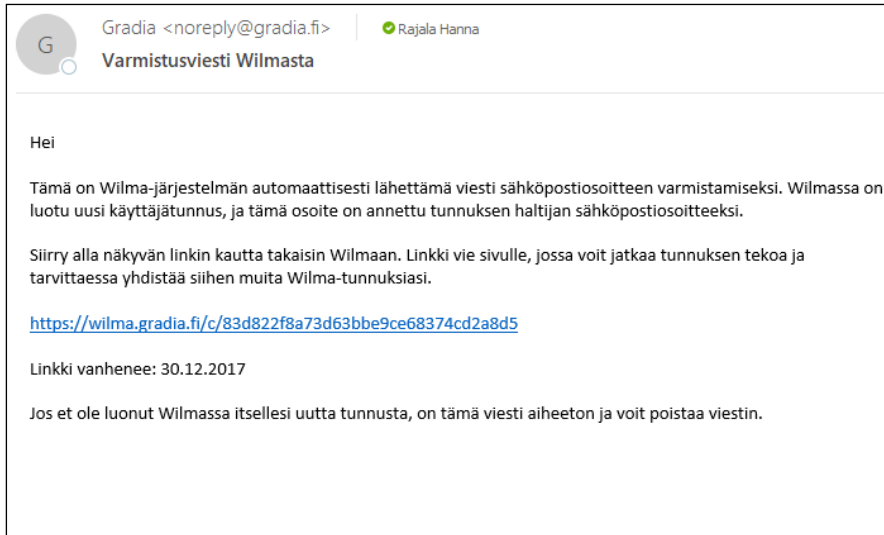 G
Gradia <noreply@gradia.fi> Rajala Hanna
Varmistusviesti Wilmasta
Hei
Tämä on Wilma-järjestelmän automaattisesti lähettämä viesti sähköpostiosoitteen varmistamiseksi. Wilmassa on
luotu uusi käyttäjätunnus, ja tämä osoite on annettu tunnuksen haltijan sähköpostiosoitteeksi.
Siirry alla näkyvän linkin kautta takaisin Wilmaan. Linkki vie sivulle, jossa voit jatkaa tunnuksen tekoa ja
tarvittaessa yhdistää siihen muita Wilma-tunnuksiasi.
https://wilma.gradia.fi/c/83d822f8a73d63bbe9ce68374cd2a8d5
Linkki vanhenee: 30.12.2017
Jos et ole luonut Wilmassa itsellesi uutta tunnusta, on tämä viesti aiheeton ja voit poistaa viestin.